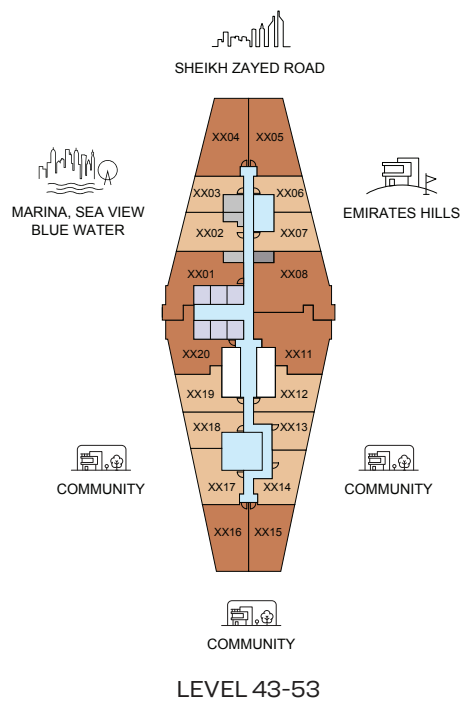 SHEIKH ZAYED ROAD
XX04 XX05
MARINA, SEA VIEW
BLUE WATER
XX03 XX06
EMIRATES HILLS
XX02 XX07
XX01 XX08
XX20 XX11
XX19 XX12
XX18 XX13
COMMUNITY
XX17 XX14
COMMUNITY
XX16 XX15
COMMUNITY
LEVEL 43-53